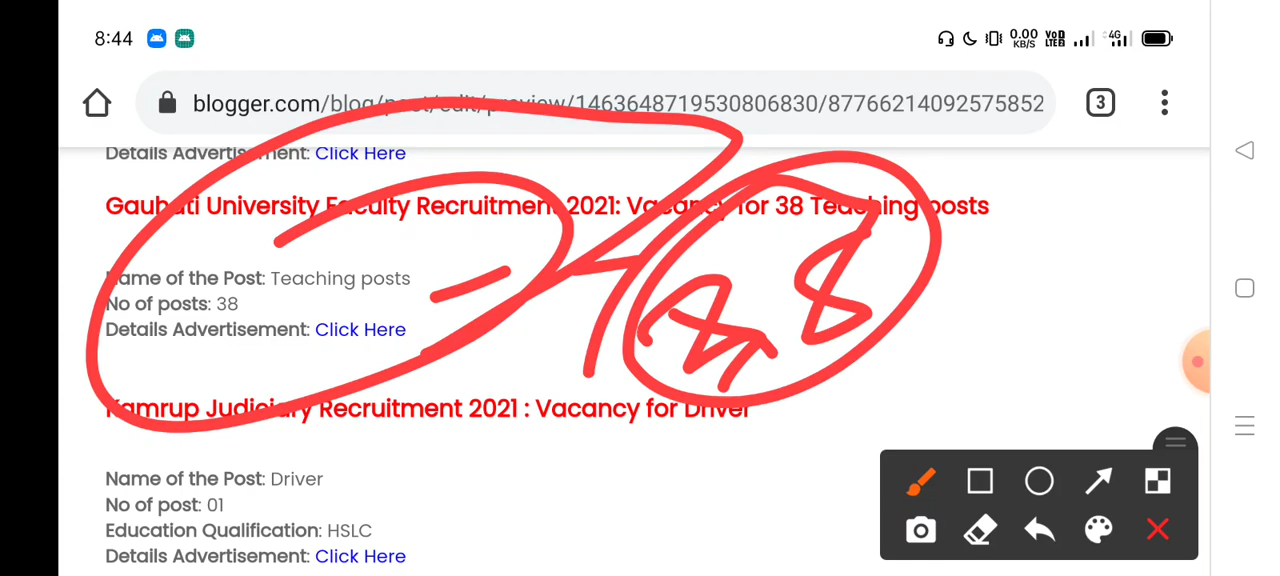 8:44 0.00 KB/S VoD LTE2 4G
blogger.com/blog/post/edit/preview/1463648719530806830/87766214092575852 3
Details Advertisement: Click Here
Gauhati University Faculty Recruitment 2021: Vacancy for 38 Teaching posts
Name of the Post: Teaching posts
No of posts: 38
Details Advertisement: Click Here
Kamrup Judiciary Recruitment 2021 : Vacancy for Driver
Name of the Post: Driver
No of post: 01
Education Qualification: HSLC
Details Advertisement: Click Here